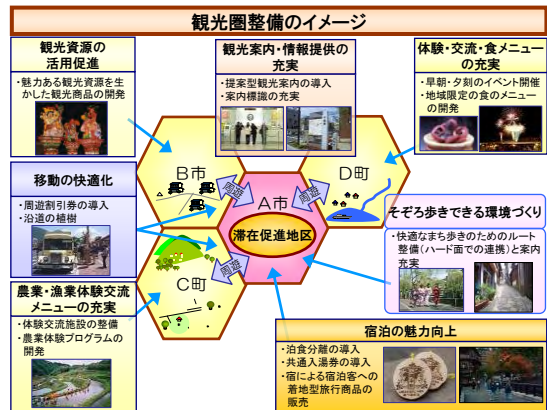 観光圏整備のイメージ
観光資源の
活用促進
・魅力ある観光資源を生
かした観光商品の開発
観光案内・情報提供の
充実
・提案型観光案内の導入
・案内標識の充実
体験・交流・食メニュー
の充実
・早朝・夕刻のイベント開催
・地域限定の食のメニュー
の開発
移動の快適化
・周遊割引券の導入
・沿道の植樹
B市
周遊
A市
周遊
D町
滞在促進地区
周遊
C町
そぞろ歩きできる環境づくり
・快適なまち歩きのためのルート
整備（ハード面での連携）と案内
充実
農業・漁業体験交流
メニューの充実
・体験交流施設の整備
・農業体験プログラムの
開発
宿泊の魅力向上
・泊食分離の導入
・共通入湯券の導入
・宿による宿泊客への
着地型旅行商品の
販売